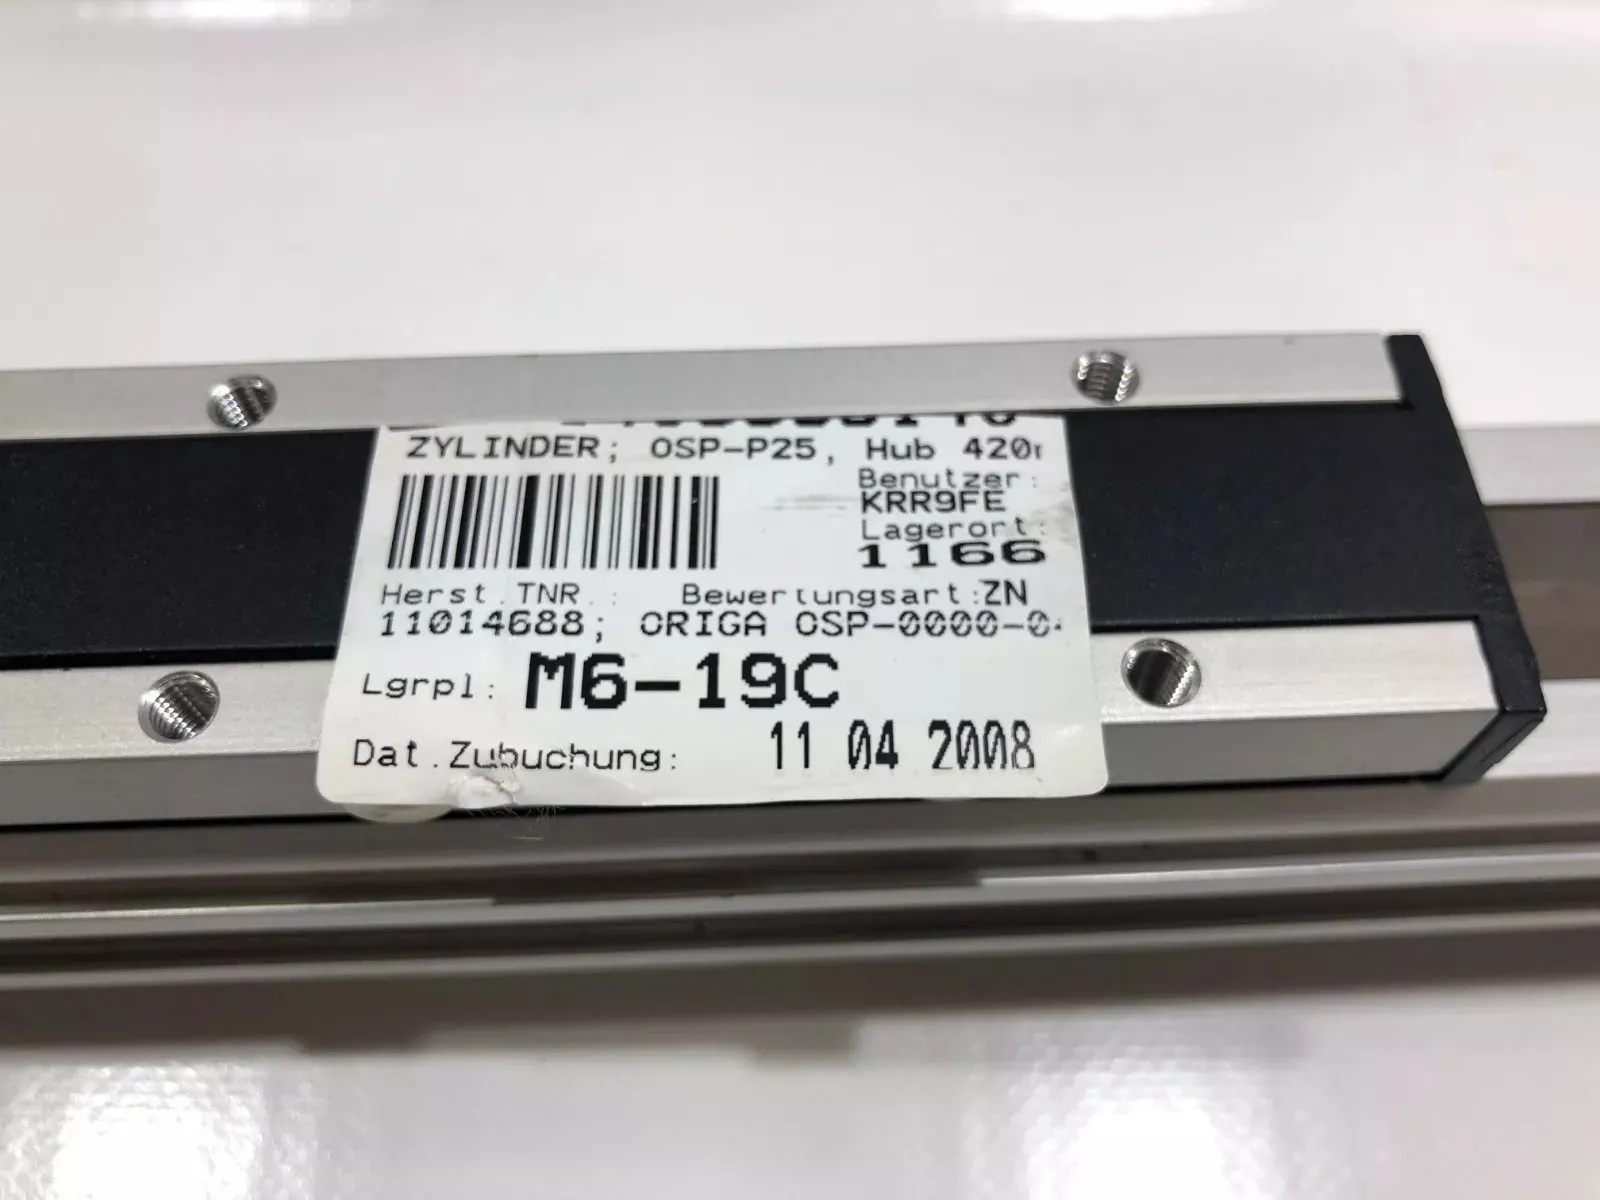 ZYLINDER; OSP-P25, Hub 420
Benutzer:
KRR9FE
Lagerort:
1166
Herst.TNR.: Bewertungsart:ZN
11014688; ORIGA OSP-0000-0
Lgrpl: M6-19C
Dat.Zubuchung: 11 04 2008